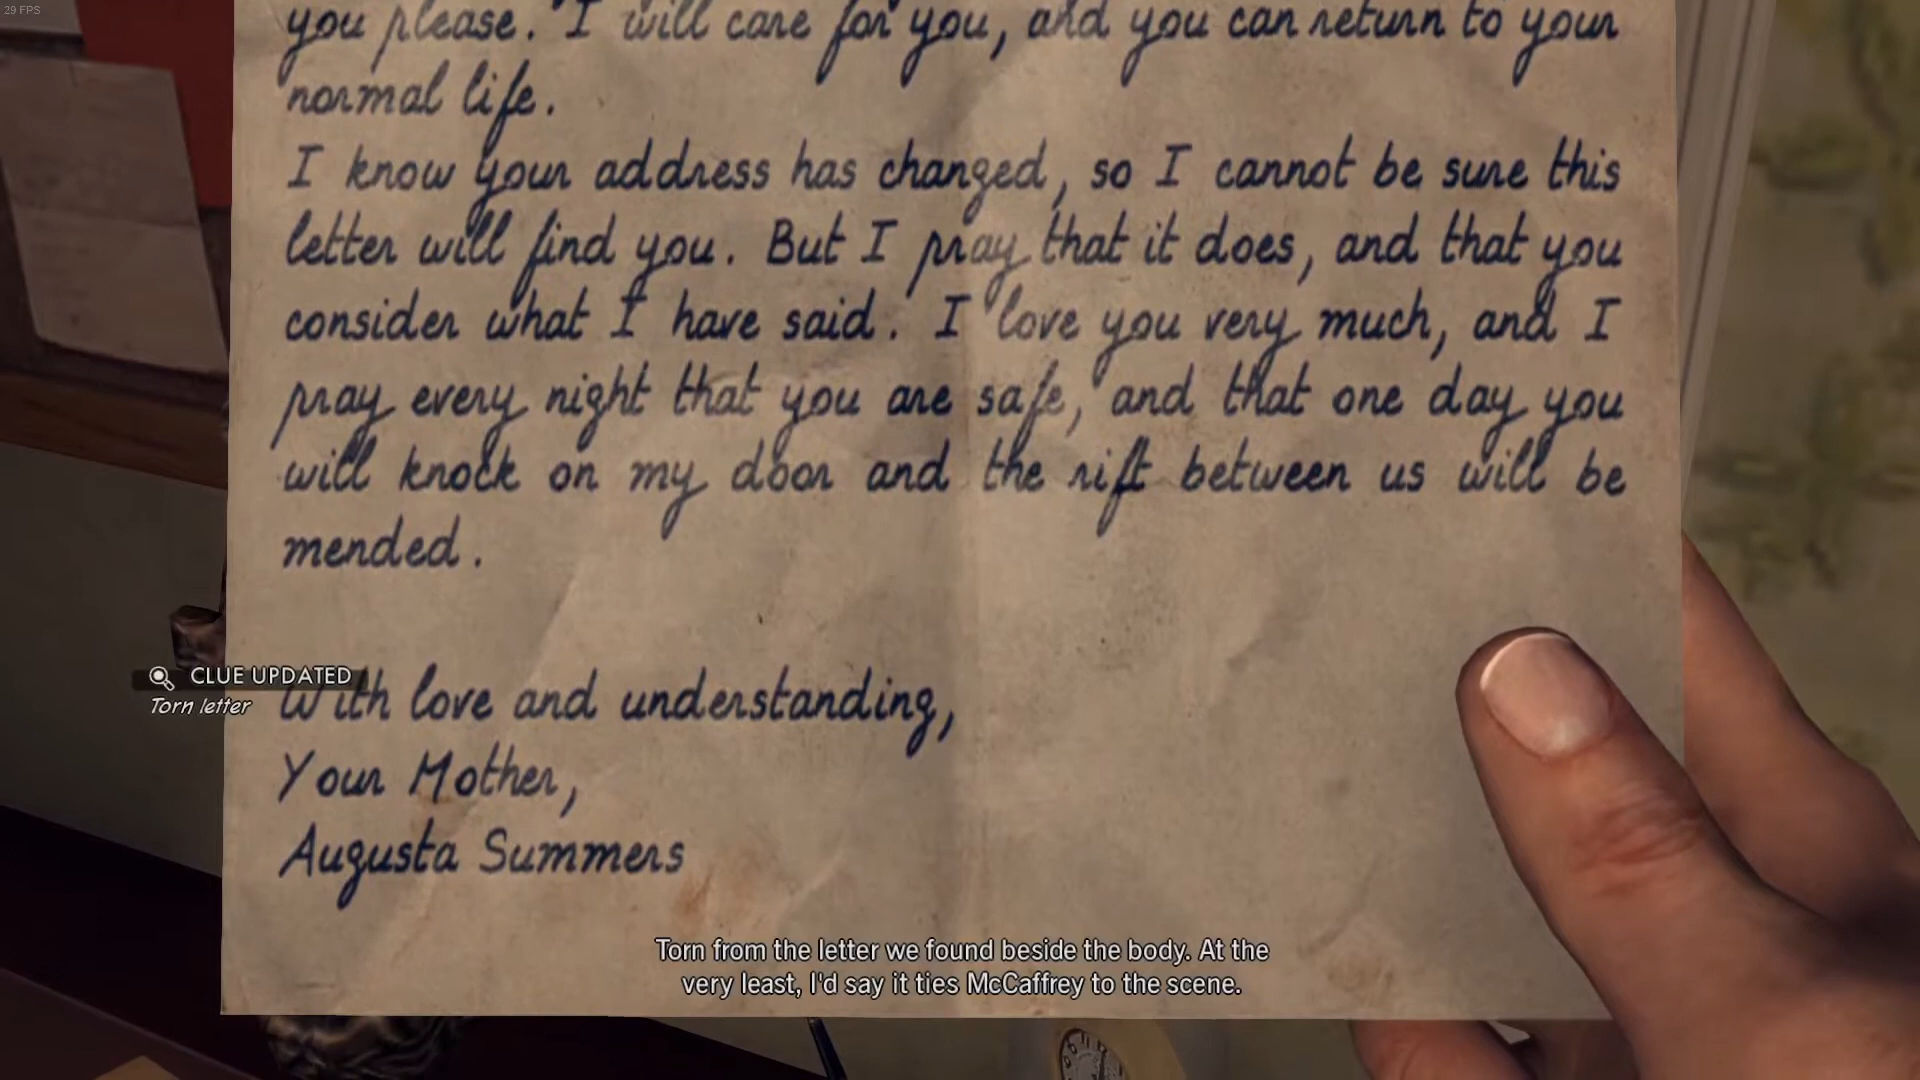 29 FPS
you please. I will care for you, and you can return to your
normal life.
I know your address has changed, so I cannot be sure this
letter will find you. But I pray that it does, and that you
consider what I have said. I love you very much, and I
pray every night that you are safe, and that one day you
will knock on my door and the rift between us will be
mended.
CLUE UPDATED
Torn letter
With love and understanding,
Your Mother,
Augusta Summers
Torn from the letter we found beside the body. At the
very least, I'd say it ties McCaffrey to the scene.